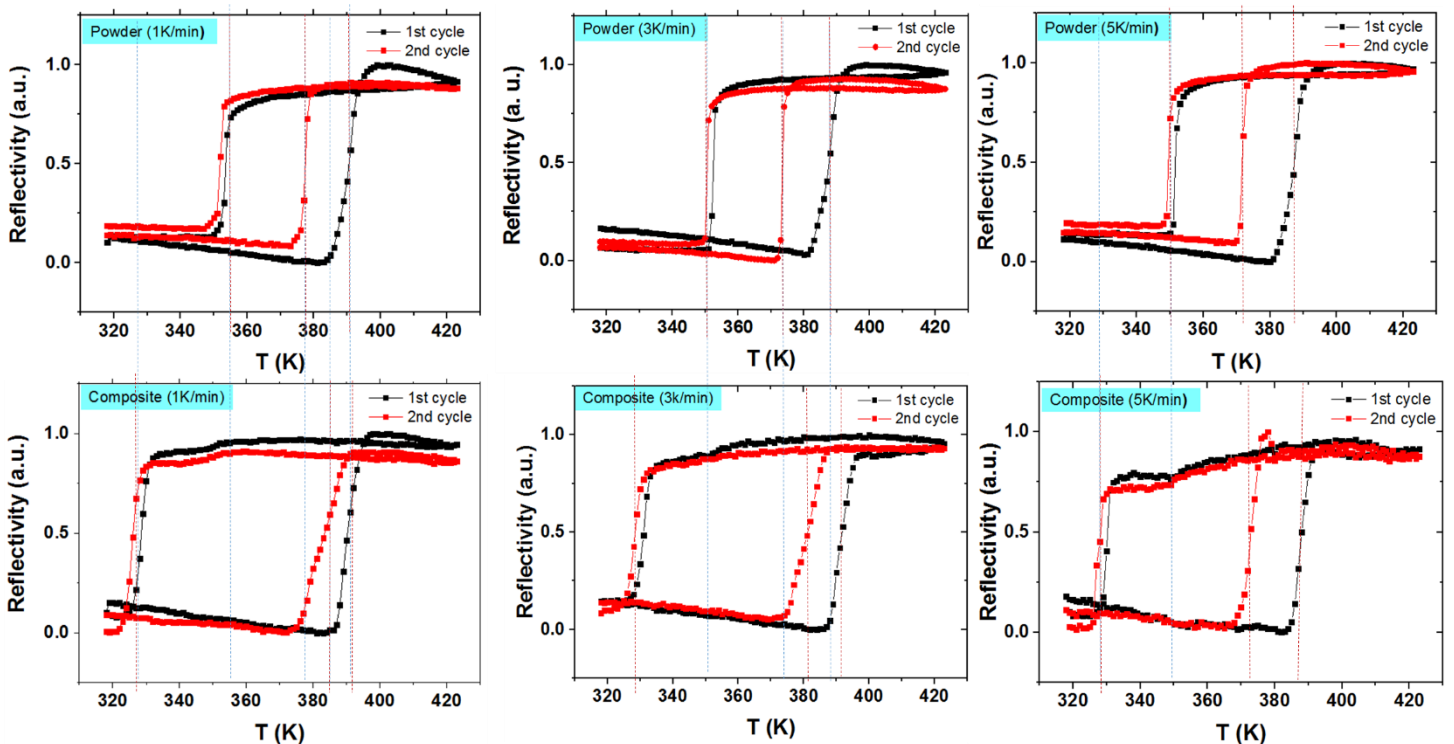 Powder (1K/min)
1st cycle
2nd cycle
Reflectivity (a.u.)
1.0
0.5
0.0
320 340 360 380 400 420
T (K)
Powder (3K/min)
1st cycle
2nd cycle
Reflectivity (a. u.)
1.0
0.5
0.0
320 340 360 380 400 420
T (K)
Powder (5K/min)
1st cycle
2nd cycle
Reflectivity (a.u.)
1.0
0.5
0.0
320 340 360 380 400 420
T (K)
Composite (1K/min)
1st cycle
2nd cycle
Reflectivity (a.u.)
1.0
0.5
0.0
320 340 360 380 400 420
T (K)
Composite (3k/min)
1st cycle
2nd cycle
Reflectivity (a.u.)
1.0
0.5
0.0
320 340 360 380 400 420
T (K)
Composite (5K/min)
1st cycle
2nd cycle
Reflectivity (a.u.)
1.0
0.5
0.0
320 340 360 380 400 420
T (K)